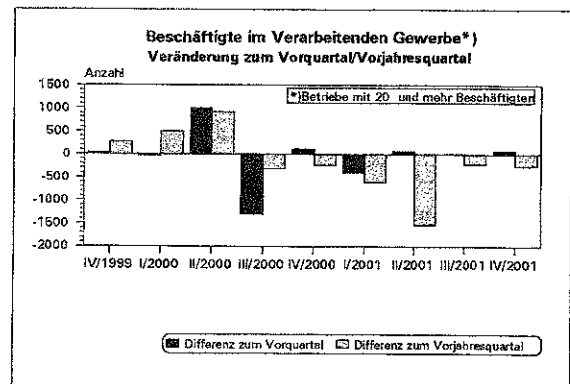 Beschäftigte im Verarbeitenden Gewerbe*)
Veränderung zum Vorquartal/Vorjahresquartal
Anzahl
*)Betriebe mit 20 und mehr Beschäftigten
1500
1000
500
0
-500
-1000
-1500
-2000
IV/1999 I/2000 II/2000 III/2000 IV/2000 I/2001 II/2001 III/2001 IV/2001
Differenz zum Vorquartal Differenz zum Vorjahresquartal